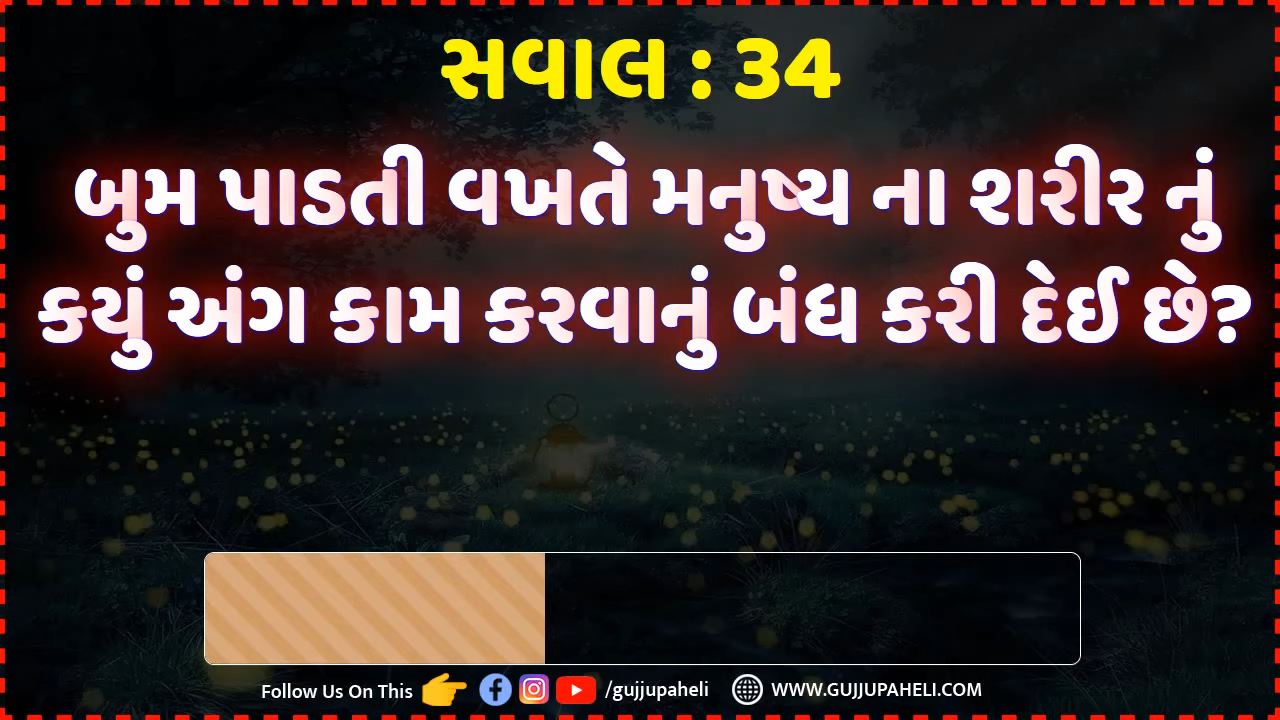 સવાલ : 34
બુમ પાડતી વખતે મનુષ્ય ના શરીર નું
કયું અંગ કામ કરવાનું બંધ કરી દેઈ છે?
Follow Us On This /gujjupaheli WWW.GUJJUPAHELI.COM